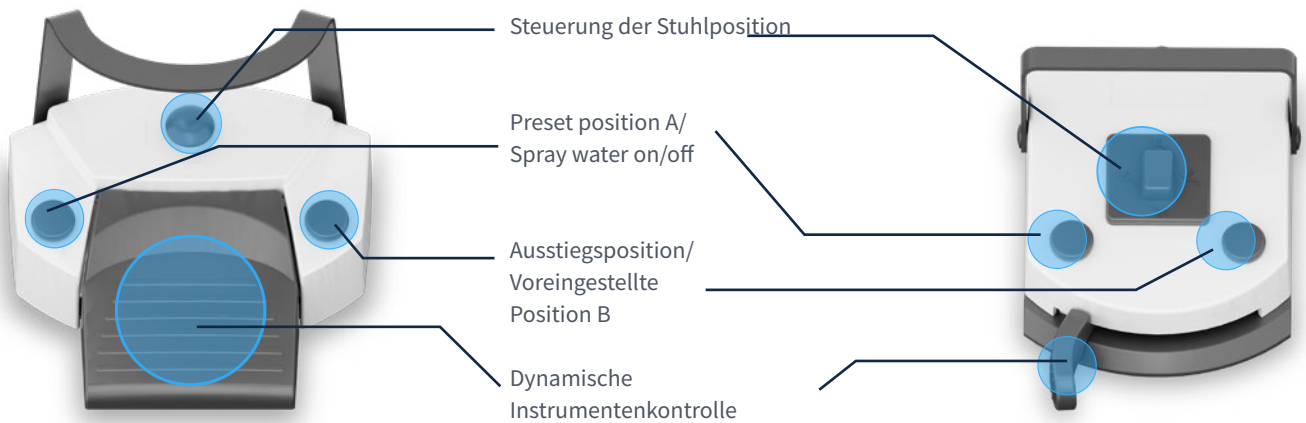 Steuerung der Stuhlposition
Preset position A/
Spray water on/off
Ausstiegsposition/
Voreingestellte
Position B
Dynamische
Instrumentenkontrolle